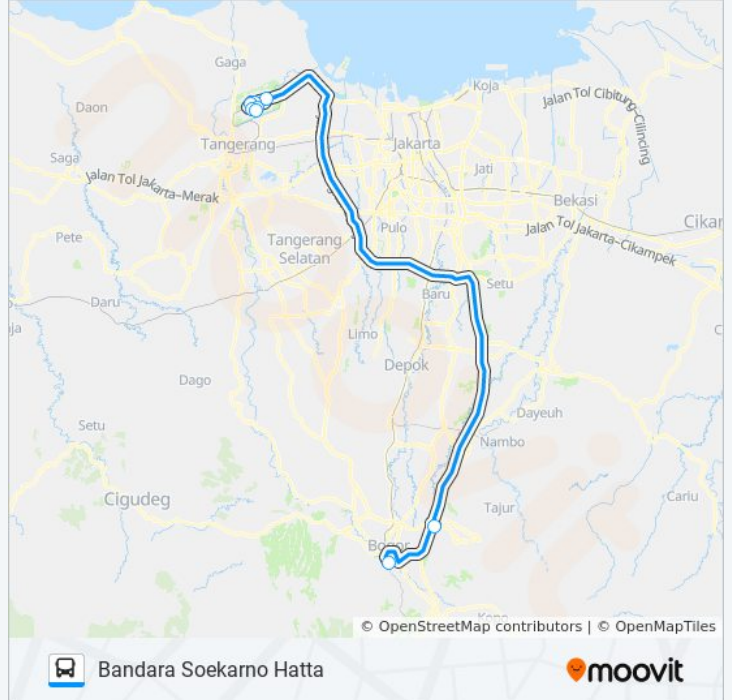 Gaga
Koja
Jalan Tol Cibitung-Cilincing
Daon
Tangerang
Jakarta
Saga
Jati
Jalan Tol Jakarta–Merak
Bekasi
Cikar
Pulo
Jalan Tol Jakarta–Cikampek
Pete
Tangerang
Selatan
Setu
Baru
Daru
ja
Limo
C
Depok
Dago
Dayeuh
Setu
Nambo
Cigudeg
Cariu
Tajur
Bogor
© OpenStreetMap contributors | © OpenMapTiles
Bandara Soekarno Hatta
moovit